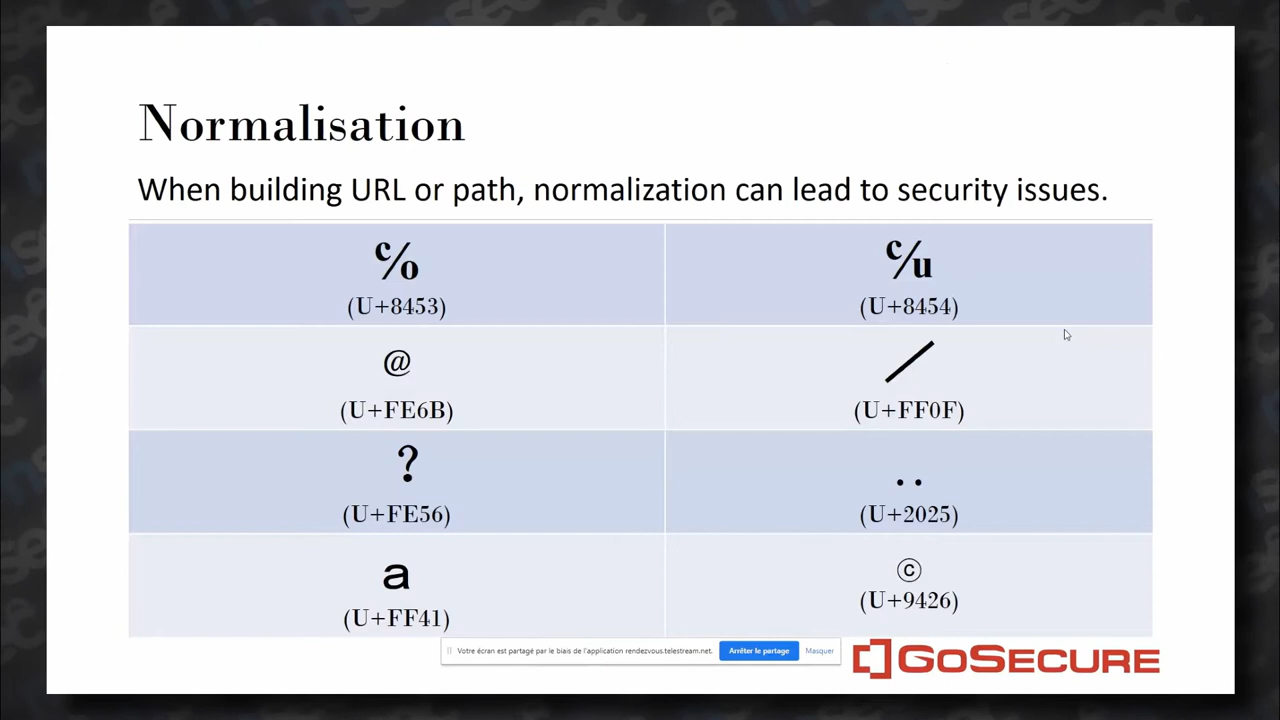 Normalisation
When building URL or path, normalization can lead to security issues.
℅ ℆
(U+8453) (U+8454)
﹫ ／
(U+FE6B) (U+FF0F)
﹖ ‥
(U+FE56) (U+2025)
ａ ⓒ
(U+FF41) (U+9426)
Votre écran est partagé par le biais de l'application rendezvous.telestream.net. Arrêter le partage Masquer
GOSECURE